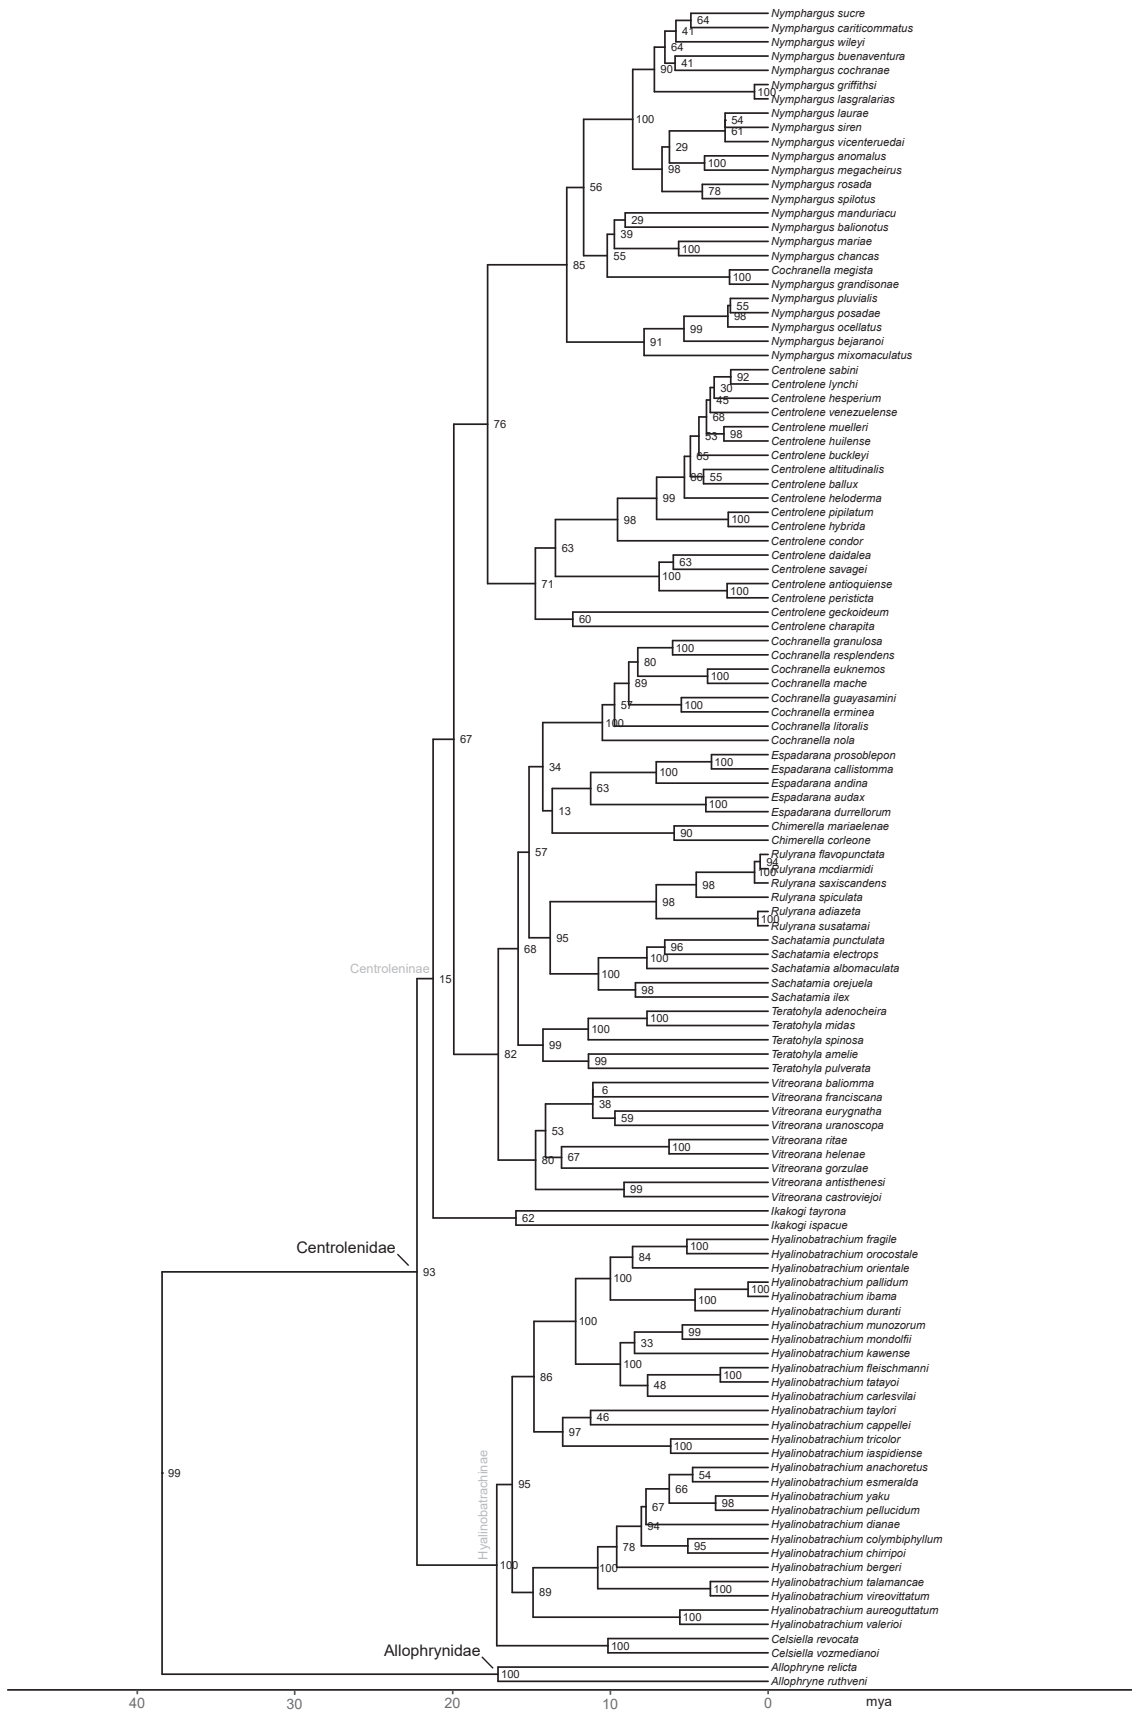 Nymphargus sucre
64
Nymphargus cariticommatus
41
Nymphargus wileyi
64
Nymphargus buenaventura
41
90
Nymphargus cochranae
Nymphargus griffithsi
100
Nymphargus lasgralarias
Nymphargus laurae
100
54
Nymphargus siren
61
Nymphargus vicenteruedai
29
Nymphargus anomalus
100
98
Nymphargus megacheirus
Nymphargus rosada
56
78
Nymphargus spilotus
Nymphargus manduriacu
29
Nymphargus balionotus
39
Nymphargus mariae
100
55
Nymphargus chancas
85
Cochranella megista
100
Nymphargus grandisonae
Nymphargus pluvialis
55
Nymphargus posadae
98
Nymphargus ocellatus
99
Nymphargus bejaranoi
91
Nymphargus mixomaculatus
Centrolene sabini
92
Centrolene lynchi
30
Centrolene hesperium
45
Centrolene venezuelense
68
76
Centrolene muelleri
53
98
Centrolene huilense
65
Centrolene buckleyi
Centrolene altitudinalis
86
55
Centrolene ballux
99
Centrolene heloderma
Centrolene pipilatum
98
100
Centrolene hybrida
Centrolene condor
63
Centrolene daidalea
63
Centrolene savagei
100
71
Centrolene antioquiense
100
Centrolene peristicta
Centrolene geckoideum
60
Centrolene charapita
Cochranella granulosa
100
Cochranella resplendens
80
Cochranella euknemos
100
89
Cochranella mache
Cochranella guayasamini
57
100
Cochranella erminea
100
Cochranella litoralis
67
Cochranella nola
Espadarana prosoblepon
34
100
Espadarana callistomma
100
Espadarana andina
63
Espadarana audax
100
13
Espadarana durrellorum
Chimerella mariaelenae
90
Chimerella corleone
57
Rulyrana flavopunctata
94
Rulyrana mcdiarmidi
100
Rulyrana saxiscandens
98
Rulyrana spiculata
98
Rulyrana adiazeta
100
Rulyrana susatamai
95
Sachatamia punctulata
68
96
Sachatamia electrops
100
Centroleninae
Sachatamia albomaculata
100
15
Sachatamia orejuela
98
Sachatamia ilex
Teratohyla adenocheira
100
Teratohyla midas
100
Teratohyla spinosa
99
82
Teratohyla amelie
99
Teratohyla pulverata
Vitreorana baliomma
6
Vitreorana franciscana
38
Vitreorana eurygnatha
59
Vitreorana uranoscopa
53
Vitreorana ritae
100
Vitreorana helenae
80
67
Vitreorana gorzulae
Vitreorana antisthenesi
99
Vitreorana castroviejoi
Ikakogi tayrona
62
Ikakogi ispacue
Hyalinobatrachium fragile
Centrolenidae
100
Hyalinobatrachium orocostale
84
Hyalinobatrachium orientale
93
100
Hyalinobatrachium pallidum
100
Hyalinobatrachium ibama
100
Hyalinobatrachium duranti
100
Hyalinobatrachium munozorum
99
Hyalinobatrachium mondolfii
33
Hyalinobatrachium kawense
100
Hyalinobatrachium fleischmanni
86
100
Hyalinobatrachium tatayoi
48
Hyalinobatrachium carlesvilai
Hyalinobatrachium taylori
46
Hyalinobatrachium cappellei
97
Hyalinobatrachium tricolor
100
Hyalinobatrachium iaspidiense
Hyalinobatrachinae
Hyalinobatrachium anachoretus
99
54
Hyalinobatrachium esmeralda
95
66
Hyalinobatrachium yaku
67
98
Hyalinobatrachium pellucidum
94
Hyalinobatrachium dianae
Hyalinobatrachium colymbiphyllum
78
95
Hyalinobatrachium chirripoi
100
100
Hyalinobatrachium bergeri
Hyalinobatrachium talamancae
89
100
Hyalinobatrachium vireovittatum
Hyalinobatrachium aureoguttatum
100
Hyalinobatrachium valerioi
Celsiella revocata
100
Allophrynidae
Celsiella vozmedianoi
Allophryne relicta
100
Allophryne ruthveni
40 30 20 10 0 mya